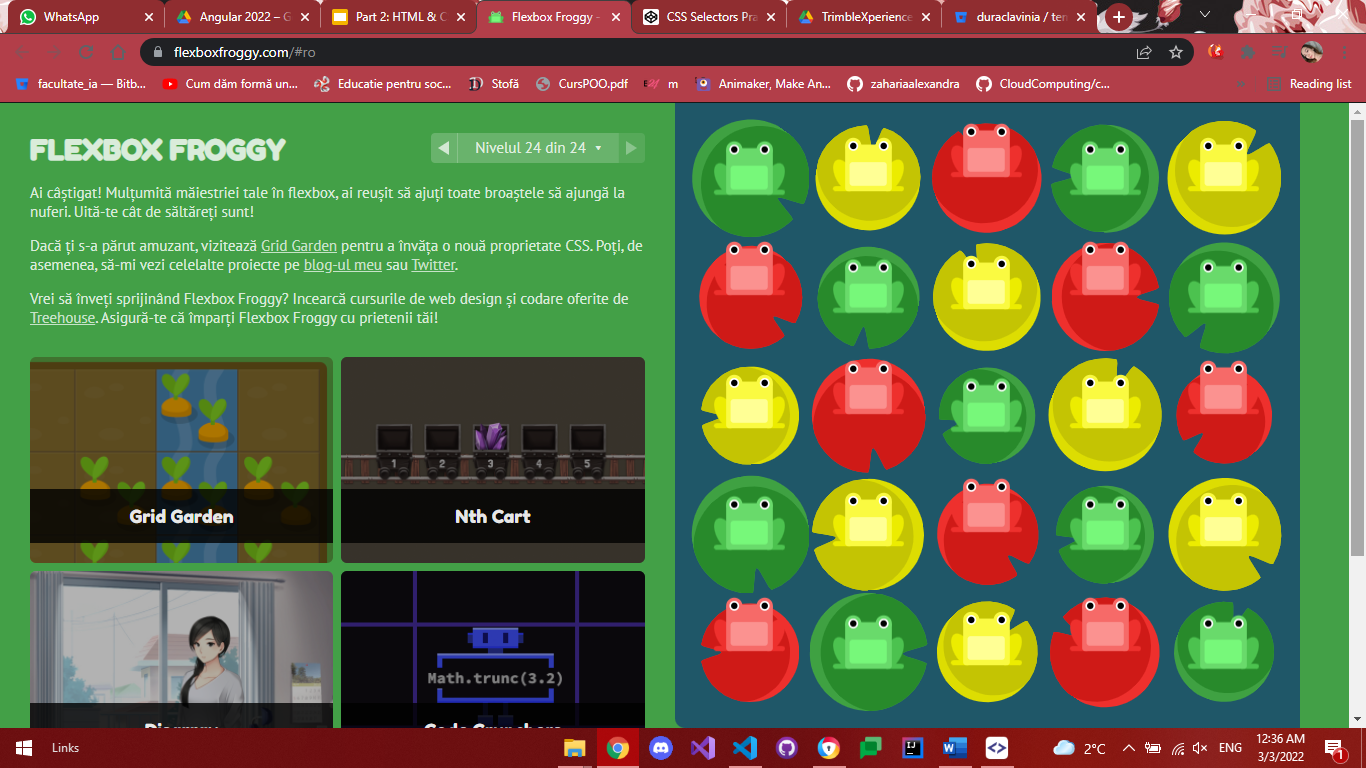 WhatsApp
Angular 2022 – G
Part 2: HTML & C
Flexbox Froggy -
CSS Selectors Pra
TrimbleXperience
duraclavinia / ten
flexboxfroggy.com/#ro
facultate_ia — Bitb...
Cum dăm formă un...
Educatie pentru soc...
Stofă
CursPOO.pdf
m
Animaker, Make An...
zahariaalexandra
CloudComputing/c...
Reading list
FLEXBOX FROGGY
Nivelul 24 din 24
Ai câștigat! Mulțumită măiestriei tale în flexbox, ai reușit să ajuți toate broaștele să ajungă la
nuferi. Uită-te cât de săltăreți sunt!
Dacă ți s-a părut amuzant, vizitează Grid Garden pentru a învăța o nouă proprietate CSS. Poți, de
asemenea, să-mi vezi celelalte proiecte pe blog-ul meu sau Twitter.
Vrei să înveți sprijinând Flexbox Froggy? Incearcă cursurile de web design și codare oferite de
Treehouse. Asigură-te că împarți Flexbox Froggy cu prietenii tăi!
1 2 3 4 5
Grid Garden
Nth Cart
Math.trunc(3.2)
Links
2°C
ENG
12:36 AM
3/3/2022
1